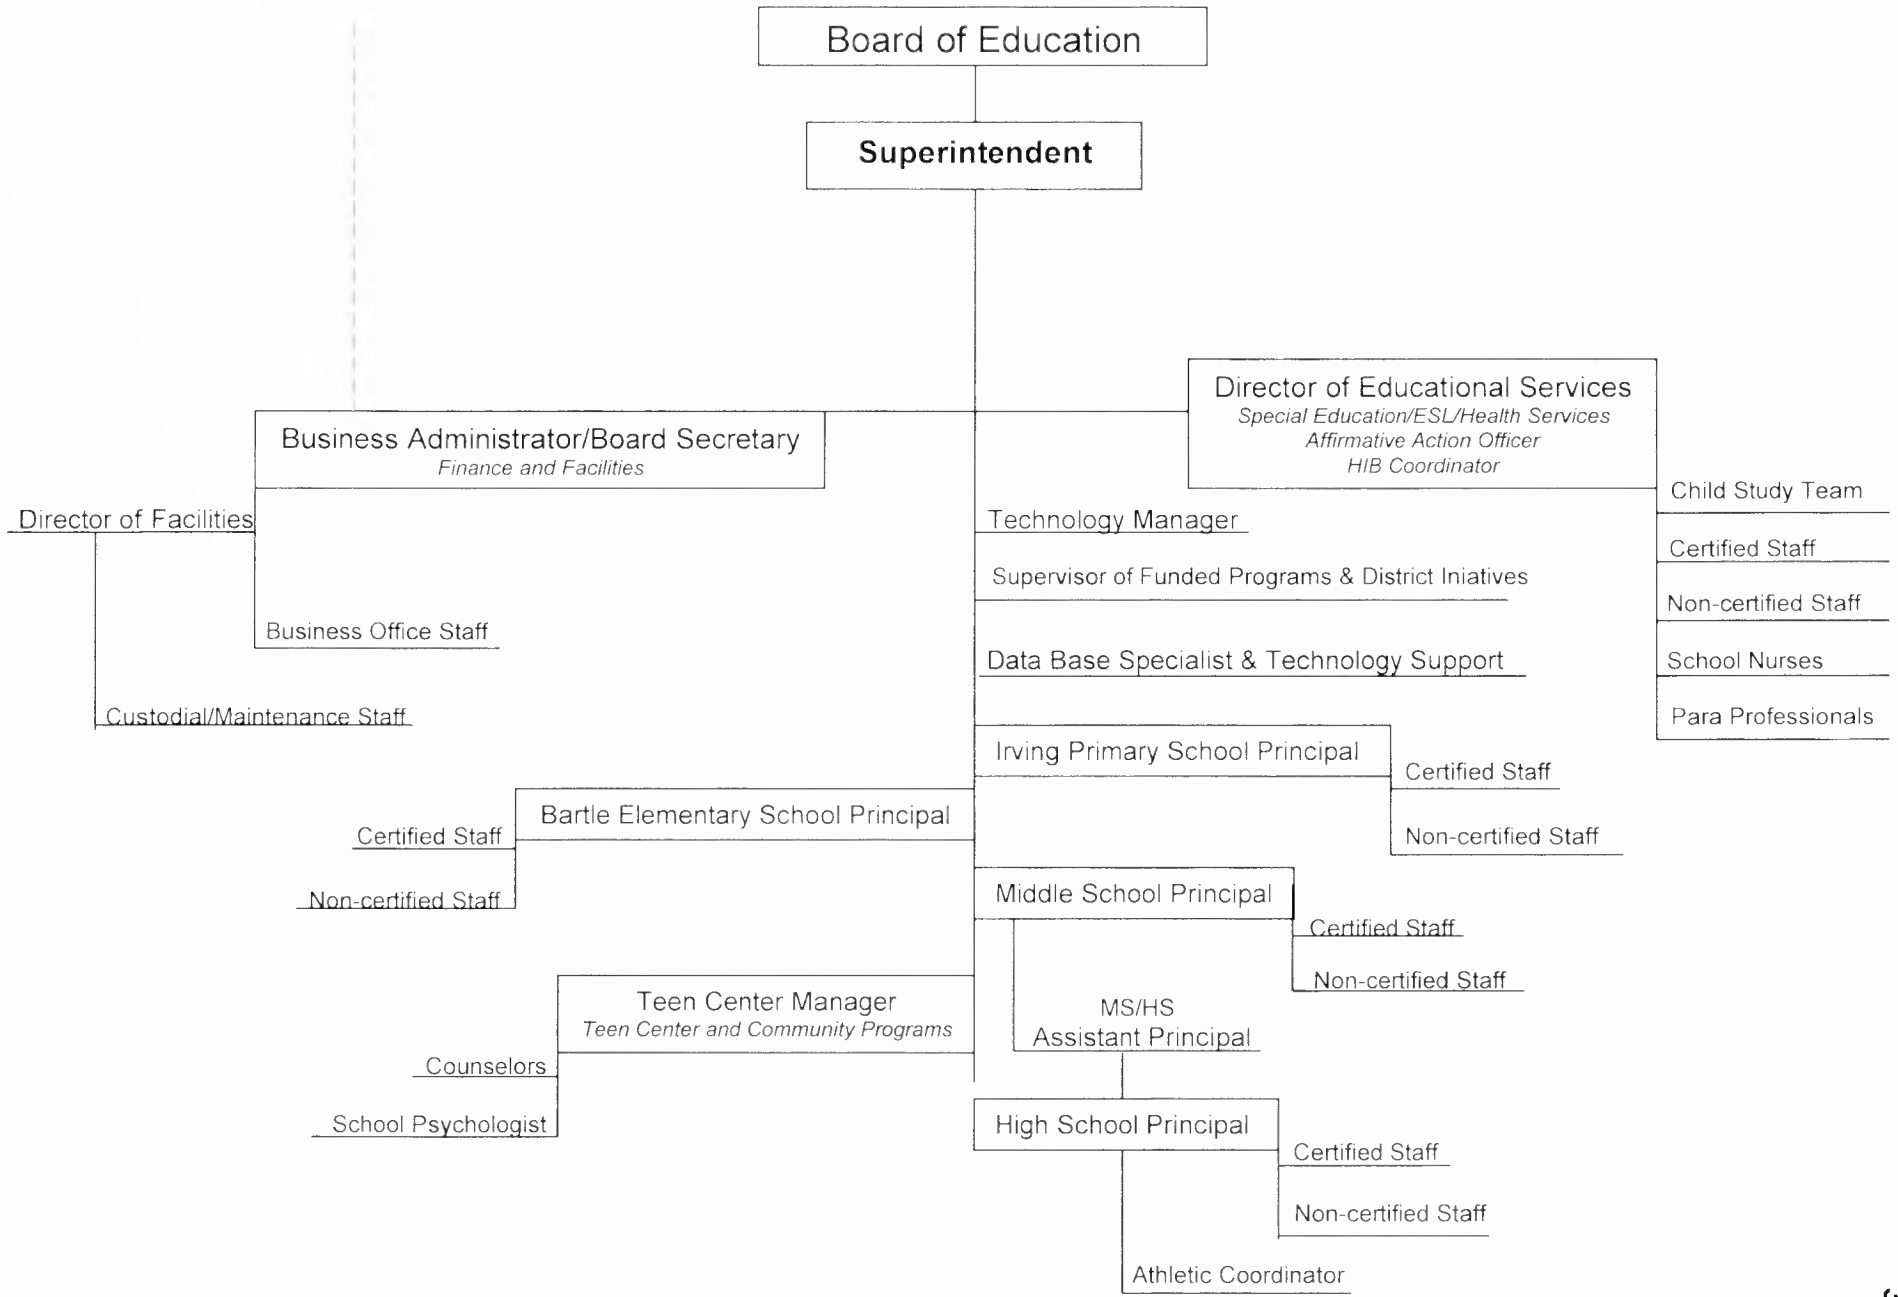 Board of Education
Superintendent
Director of Educational Services
Special Education/ESL/Health Services
Affirmative Action Officer
HIB Coordinator
Business Administrator/Board Secretary
Finance and Facilities
Child Study Team
Director of Facilities
Technology Manager
Certified Staff
Supervisor of Funded Programs & District Iniatives
Non-certified Staff
Business Office Staff
Data Base Specialist & Technology Support
School Nurses
Custodial/Maintenance Staff
Para Professionals
Irving Primary School Principal
Certified Staff
Bartle Elementary School Principal
Certified Staff
Non-certified Staff
Non-certified Staff
Middle School Principal
Certified Staff
Non-certified Staff
Teen Center Manager
Teen Center and Community Programs
MS/HS
Assistant Principal
Counselors
School Psychologist
High School Principal
Certified Staff
Non-certified Staff
Athletic Coordinator